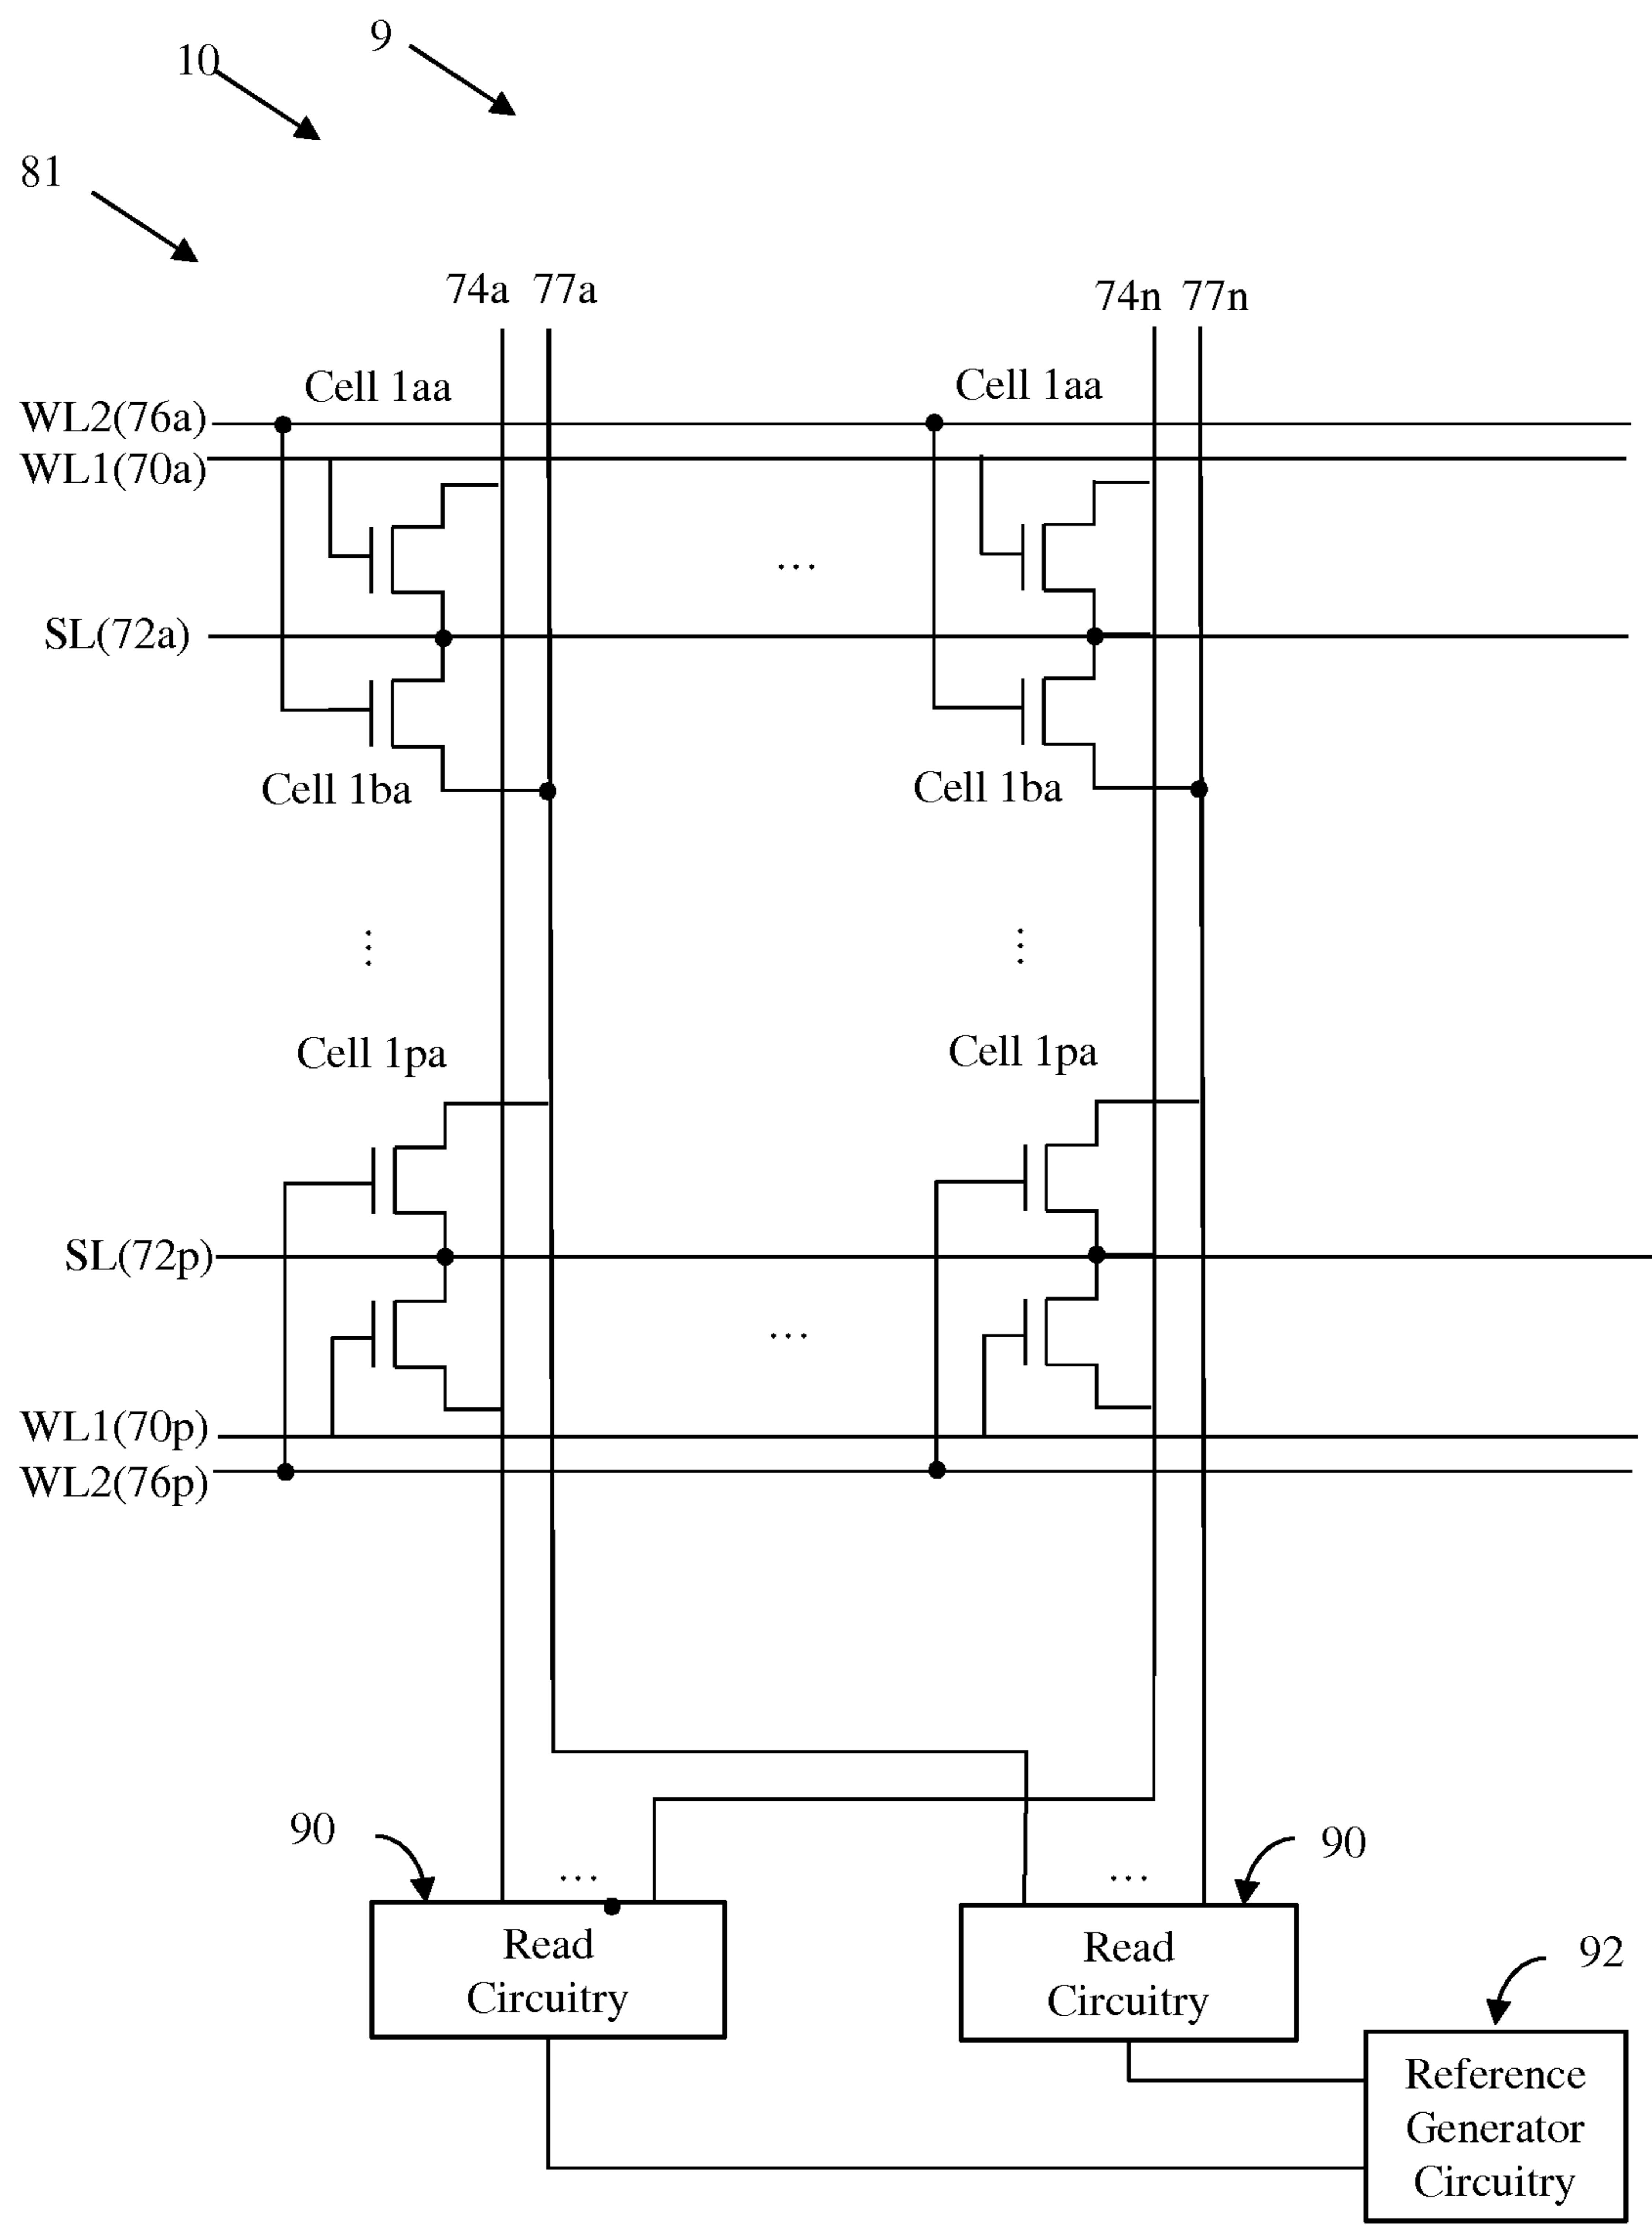 9
10
81
74a 77a
74n 77n
Cell 1aa
Cell 1aa
WL2(76a)
WL1(70a)
...
SL(72a)
Cell 1ba
Cell 1ba
...
...
Cell 1pa
Cell 1pa
SL(72p)
...
WL1(70p)
WL2(76p)
90
90
...
...
Read
Circuitry
Read
Circuitry
92
Reference
Generator
Circuitry